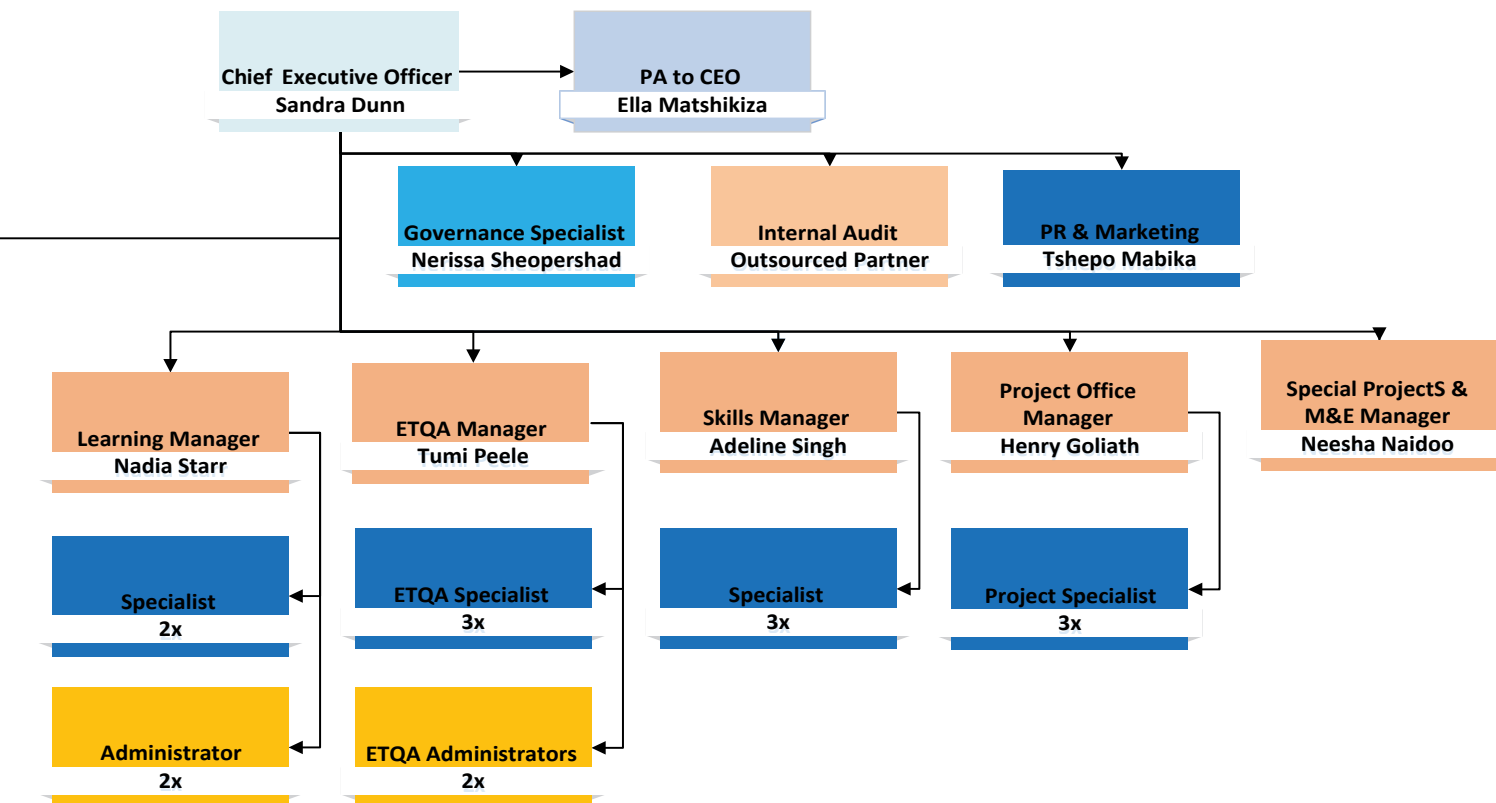 Chief Executive Officer
Sandra Dunn
PA to CEO
Ella Matshikiza
Governance Specialist
Nerissa Sheopershad
Internal Audit
Outsourced Partner
PR & Marketing
Tshepo Mabika
Learning Manager
Nadia Starr
ETQA Manager
Tumi Peele
Skills Manager
Adeline Singh
Project Office
Manager
Henry Goliath
Special ProjectS &
M&E Manager
Neesha Naidoo
Specialist
2x
ETQA Specialist
3x
Specialist
3x
Project Specialist
3x
Administrator
2x
ETQA Administrators
2x